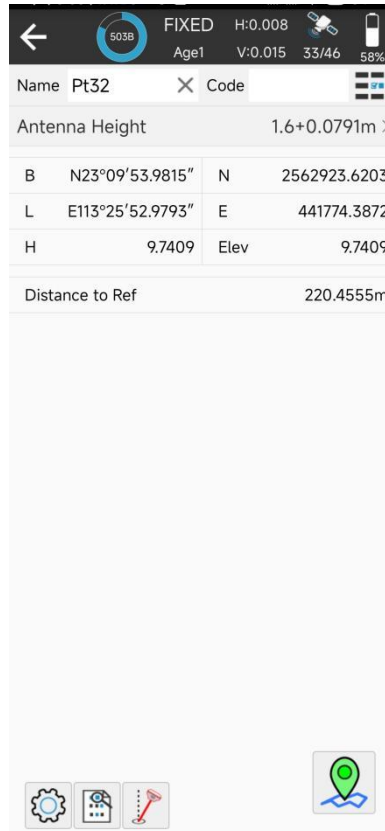 503B FIXED H:0.008
Age1 V:0.015 33/46 58%
Name Pt32 Code
Antenna Height 1.6+0.0791m
B N23°09′53.9815″ N 2562923.6203
L E113°25′52.9793″ E 441774.3872
H 9.7409 Elev 9.7409
Distance to Ref 220.4555m